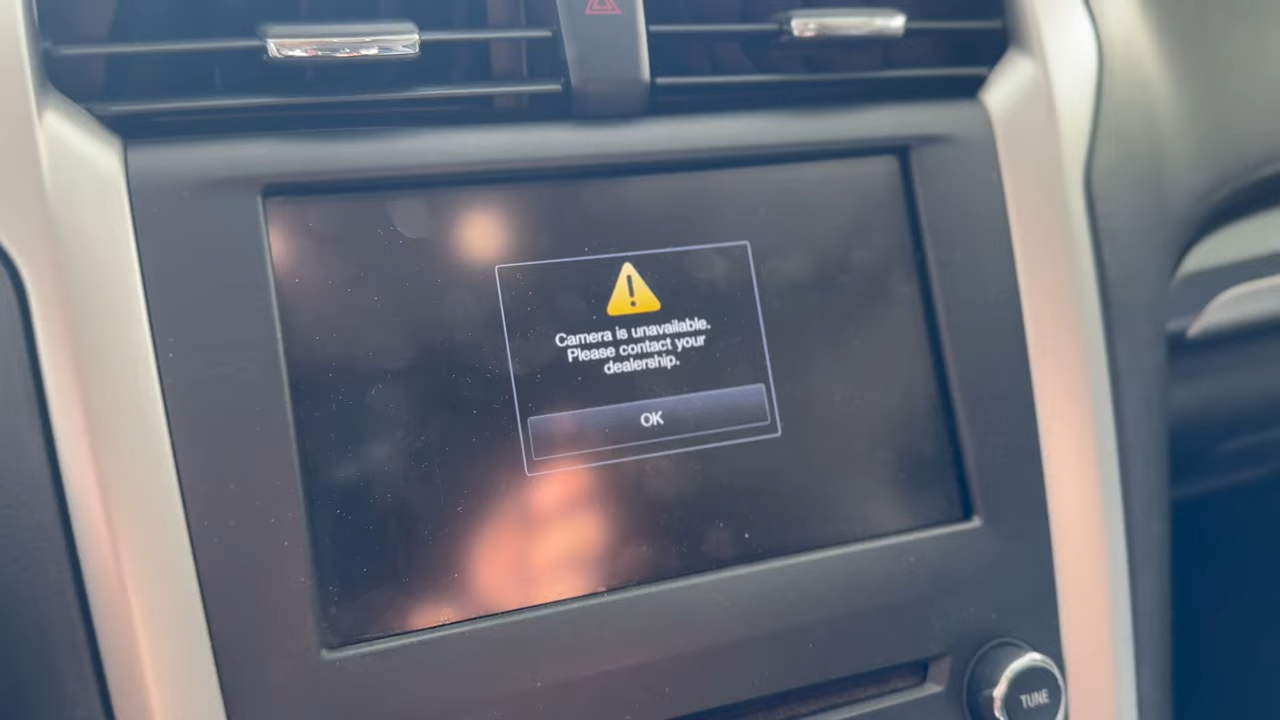 Camera is unavailable.
Please contact your
dealership.
OK
TUNE